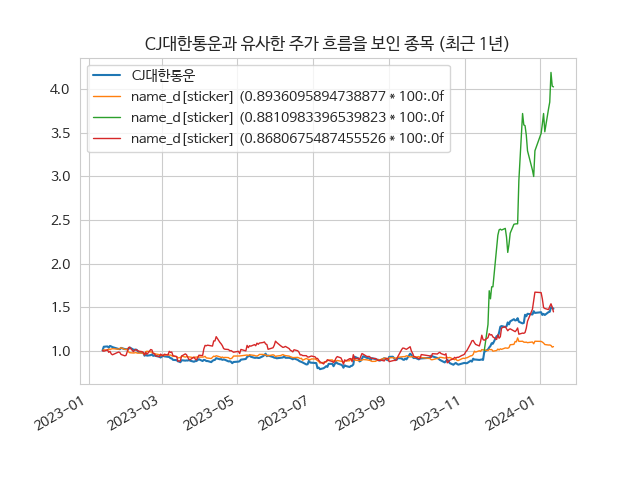 CJ대한통운과 유사한 주가 흐름을 보인 종목 (최근 1년)
CJ대한통운
name_d[sticker] (0.8936095894738877 * 100:.0f
name_d[sticker] (0.8810983396539823 * 100:.0f
name_d[sticker] (0.8680675487455526 * 100:.0f
4.0
3.5
3.0
2.5
2.0
1.5
1.0
2023-01
2023-03
2023-05
2023-07
2023-09
2023-11
2024-01